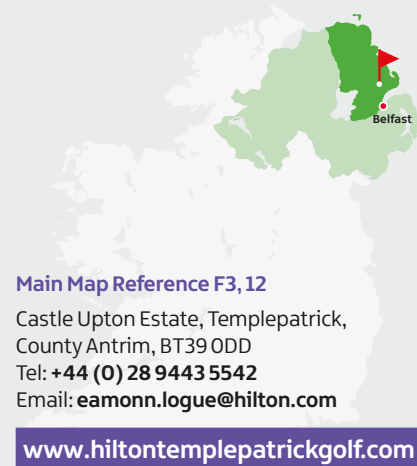 Belfast
Main Map Reference F3, 12
Castle Upton Estate, Templepatrick,
County Antrim, BT39 0DD
Tel: +44 (0) 28 9443 5542
Email: eamonn.logue@hilton.com
www.hiltontemplepatrickgolf.com